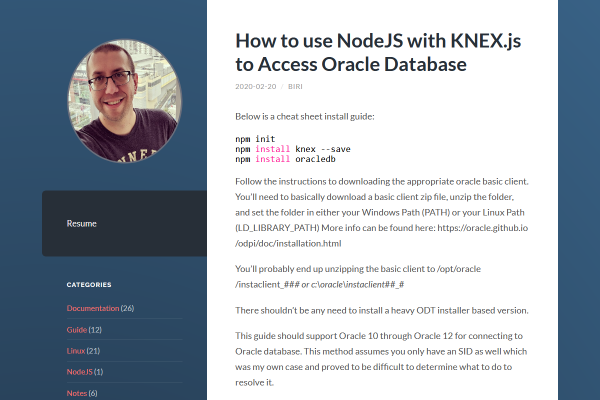 How to use NodeJS with KNEX.js
to Access Oracle Database
2020-02-20 / BIRI
Below is a cheat sheet install guide:
npm init
npm install knex --save
npm install oracledb
Follow the instructions to downloading the appropriate oracle basic client.
You'll need to basically download a basic client zip file, unzip the folder,
and set the folder in either your Windows Path (PATH) or your Linux Path
(LD_LIBRARY_PATH) More info can be found here: https://oracle.github.io
/odpi/doc/installation.html
You'll probably end up unzipping the basic client to /opt/oracle
/instaclient_### or c:\oracle\instaclient##_#
There shouldn't be any need to install a heavy ODT installer based version.
This guide should support Oracle 10 through Oracle 12 for connecting to
Oracle database. This method assumes you only have an SID as well which
was my own case and proved to be difficult to determine what to do to
resolve it.
Resume
CATEGORIES
Documentation (26)
Guide (12)
Linux (21)
NodeJS (1)
Notes (6)